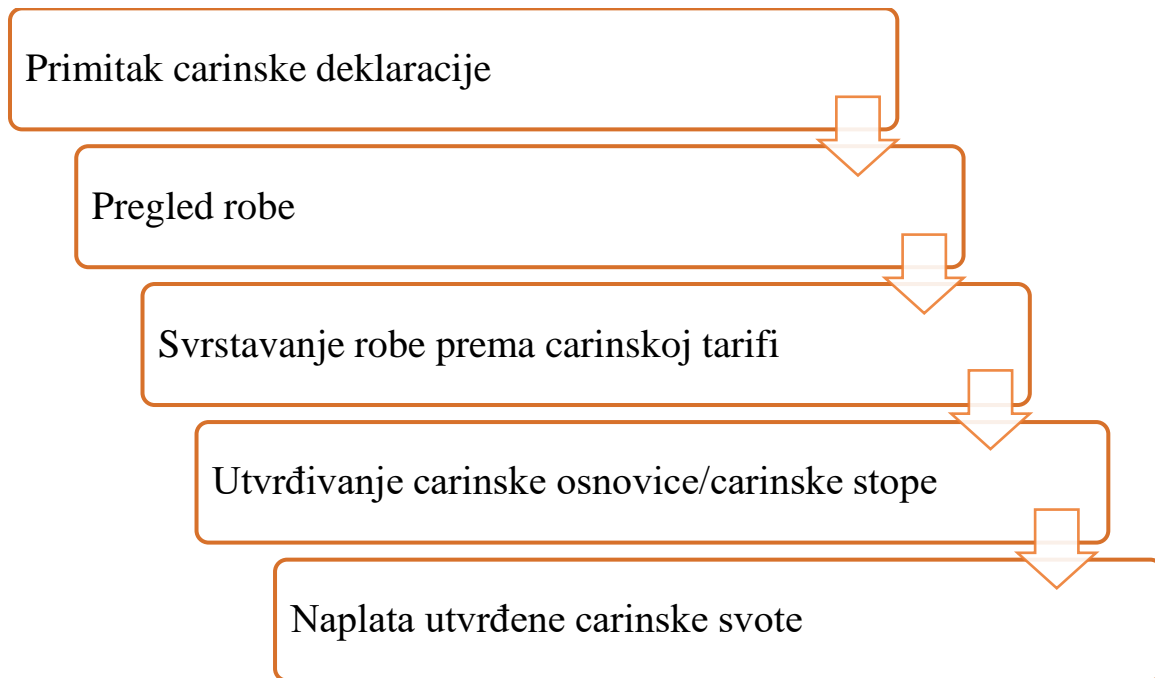 Primitak carinske deklaracije
Pregled robe
Svrstavanje robe prema carinskoj tarifi
Utvrđivanje carinske osnovice/carinske stope
Naplata utvrđene carinske svote